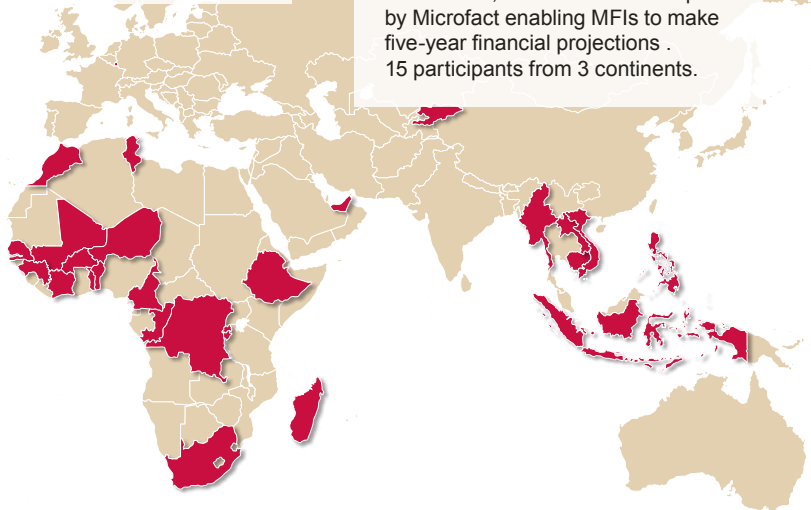 by Microfact enabling MFIs to make
five-year financial projections .
15 participants from 3 continents.